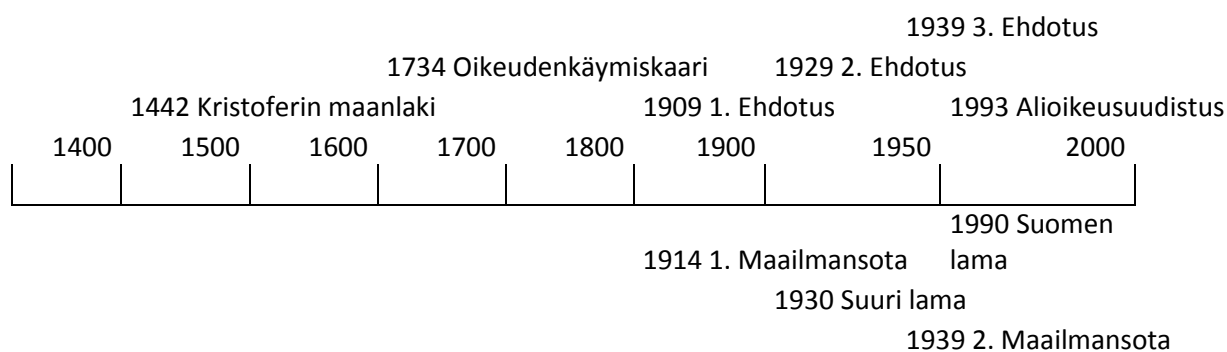 1939 3. Ehdotus
1734 Oikeudenkäymiskaari 1929 2. Ehdotus
1442 Kristoferin maanlaki 1909 1. Ehdotus 1993 Alioikeusuudistus
1400 1500 1600 1700 1800 1900 1950 2000
1990 Suomen
1914 1. Maailmansota lama
1930 Suuri lama
1939 2. Maailmansota